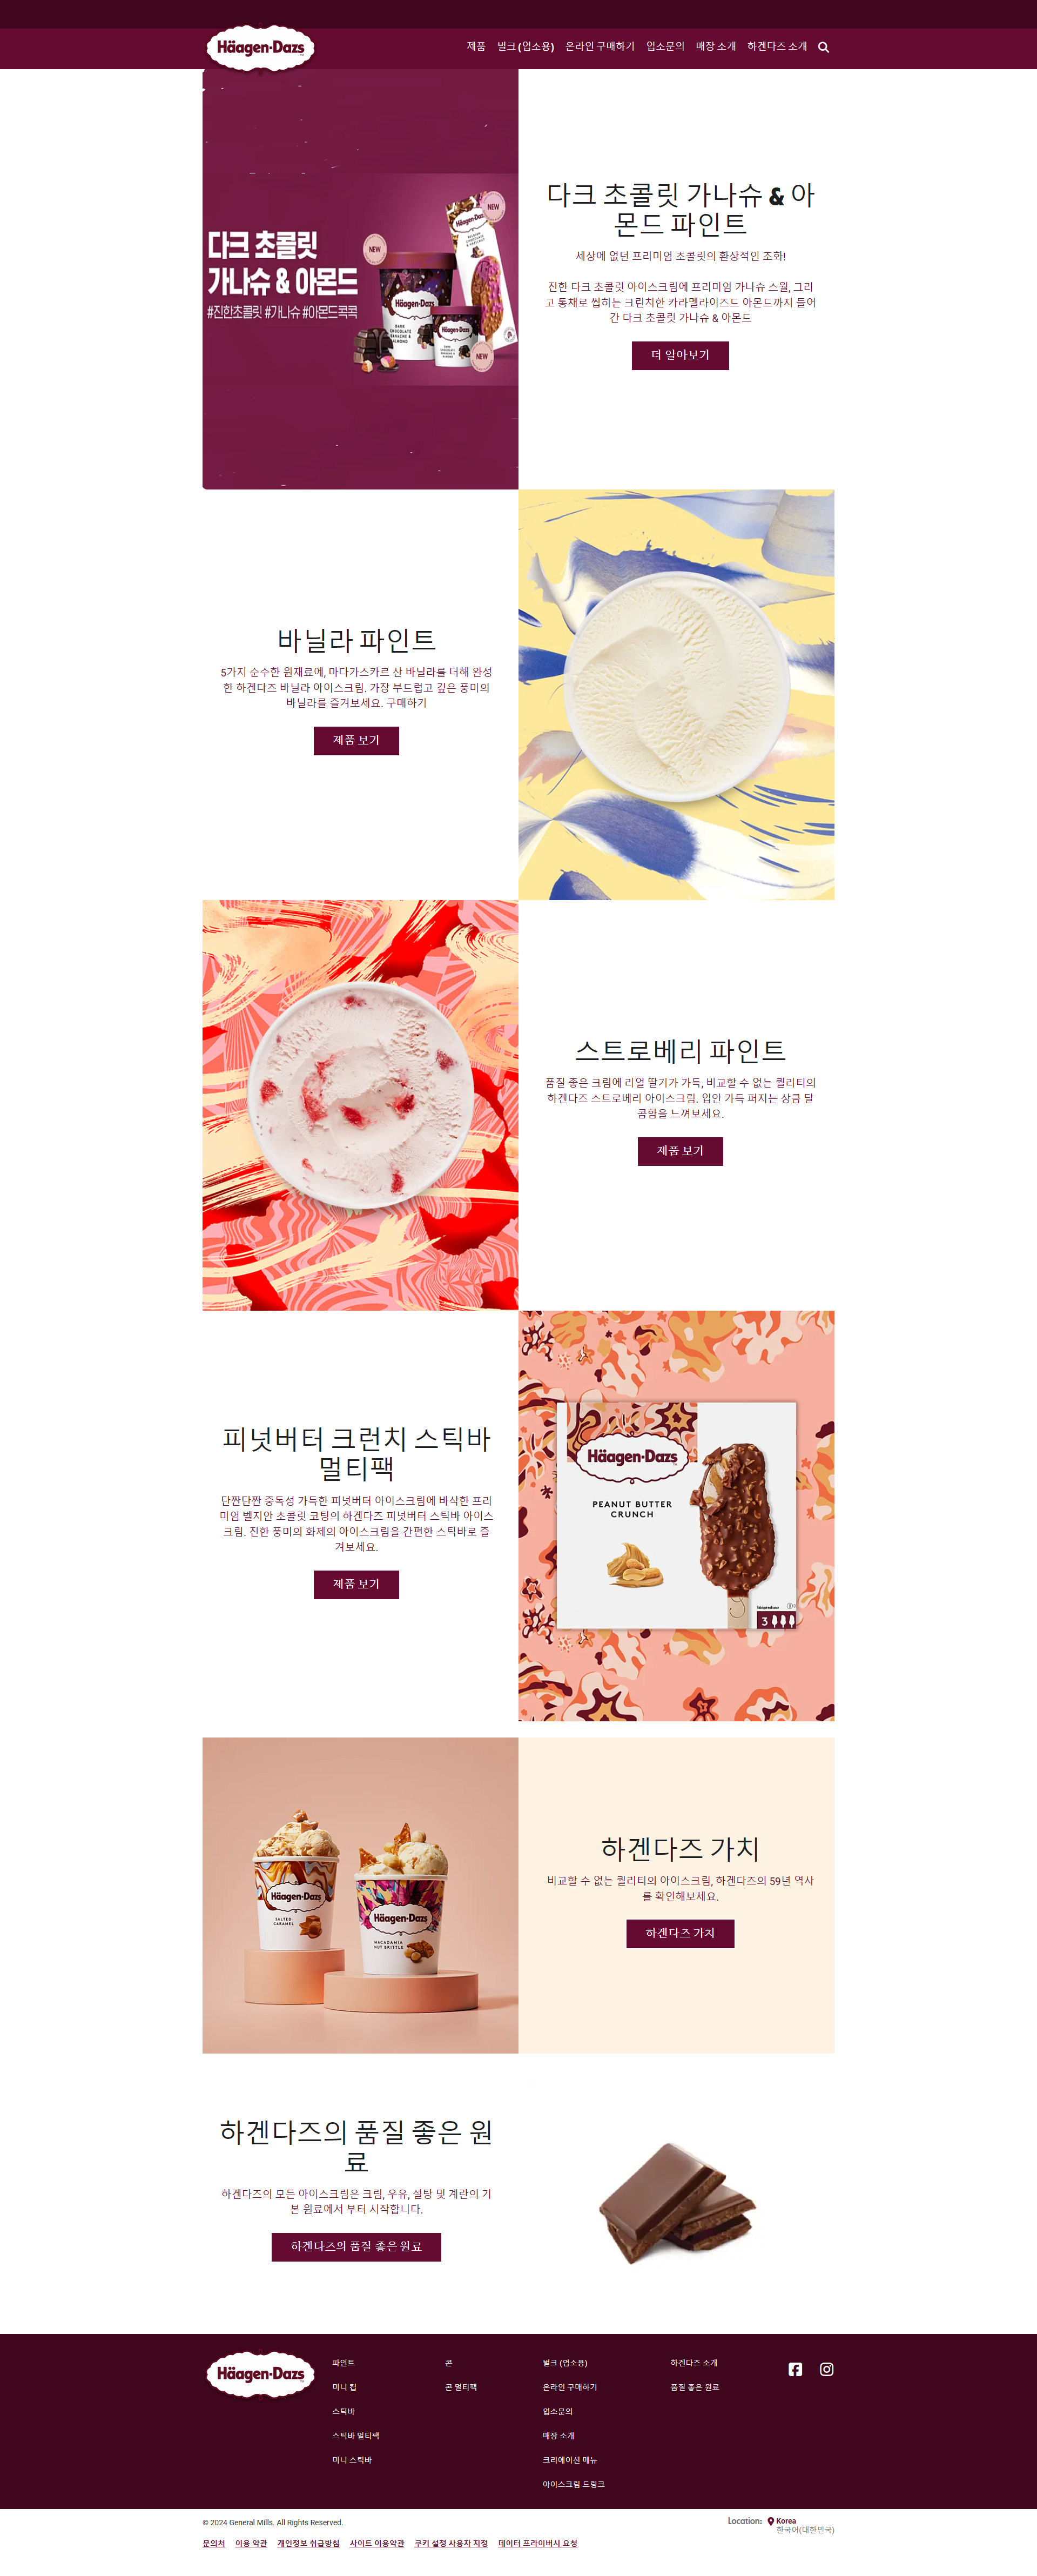 Häagen-Dazs
제품 벌크 (업소용) 온라인 구매하기 업소문의 매장 소개 하겐다즈 소개
다크 초콜릿
가나슈 & 아몬드
#진한초콜릿 #가나슈 #아몬드콕콕
NEW
NEW
NEW
Häagen-Dazs
Häagen-Dazs
DARK
CHOCOLATE
GANACHE &
ALMOND
다크 초콜릿 가나슈 & 아
몬드 파인트
세상에 없던 프리미엄 초콜릿의 환상적인 조화!
진한 다크 초콜릿 아이스크림에 프리미엄 가나슈 스월, 그리
고 통채로 씹히는 크린치한 카라멜라이즈드 아몬드까지 들어
간 다크 초콜릿 가나슈 & 아몬드
더 알아보기
바닐라 파인트
5가지 순수한 원재료에, 마다가스카르 산 바닐라를 더해 완성
한 하겐다즈 바닐라 아이스크림. 가장 부드럽고 깊은 풍미의
바닐라를 즐겨보세요. 구매하기
제품 보기
스트로베리 파인트
품질 좋은 크림에 리얼 딸기가 가득, 비교할 수 없는 퀄리티의
하겐다즈 스트로베리 아이스크림. 입안 가득 퍼지는 상큼 달
콤함을 느껴보세요.
제품 보기
피넛버터 크런치 스틱바
멀티팩
단짠단짠 중독성 가득한 피넛버터 아이스크림에 바삭한 프리
미엄 벨지안 초콜릿 코팅의 하겐다즈 피넛버터 스틱바 아이스
크림. 진한 풍미의 화제의 아이스크림을 간편한 스틱바로 즐
겨보세요.
제품 보기
Häagen-Dazs
PEANUT BUTTER
CRUNCH
3
Häagen-Dazs
SALTED
CARAMEL
Häagen-Dazs
MACADAMIA
NUT BRITTLE
하겐다즈 가치
비교할 수 없는 퀄리티의 아이스크림, 하겐다즈의 59년 역사
를 확인해보세요.
하겐다즈 가치
하겐다즈의 품질 좋은 원
료
하겐다즈의 모든 아이스크림은 크림, 우유, 설탕 및 계란의 기
본 원료에서 부터 시작합니다.
하겐다즈의 품질 좋은 원료
Häagen-Dazs
파인트
미니 컵
스틱바
스틱바 멀티팩
미니 스틱바
콘
콘 멀티팩
벌크 (업소용)
온라인 구매하기
업소문의
매장 소개
크리에이션 메뉴
아이스크림 드링크
하겐다즈 소개
품질 좋은 원료
© 2024 General Mills. All Rights Reserved.
Location: Korea
한국어(대한민국)
문의처 이용 약관 개인정보 취급방침 사이트 이용약관 쿠키 설정 사용자 지정 데이터 프라이버시 요청